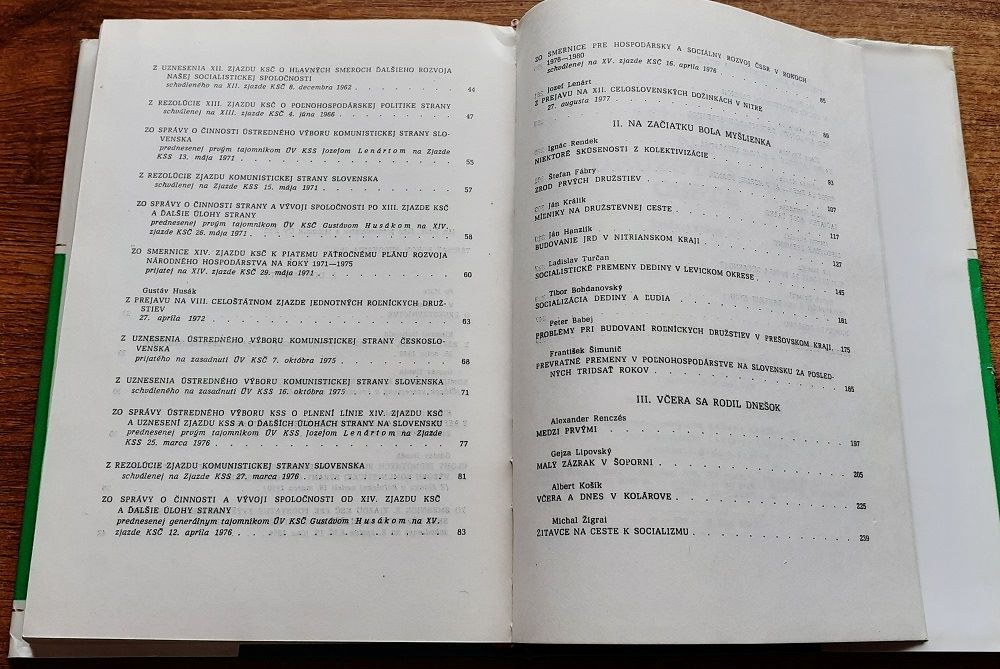 Z UZNESENIA XII. ZJAZDU KSČ O HLAVNÝCH SMEROCH ĎALŠIEHO ROZVOJA
NAŠEJ SOCIALISTICKEJ SPOLOČNOSTI
schváleného na XII. zjazde KSČ 8. decembra 1962 . . . . . . . . 44
Z REZOLÚCIE XIII. ZJAZDU KSČ O POĽNOHOSPODÁRSKEJ POLITIKE STRANY
schválenej na XIII. zjazde KSČ 4. júna 1966 . . . . . . . . 47
ZO SPRÁVY O ČINNOSTI ÚSTREDNÉHO VÝBORU KOMUNISTICKEJ STRANY SLO-
VENSKA
prednesenej prvým tajomníkom ÚV KSS Jozefom Lenártom na Zjazde
KSS 13. mája 1971 . . . . . . . . 55
Z REZOLÚCIE ZJAZDU KOMUNISTICKEJ STRANY SLOVENSKA
schválenej na Zjazde KSS 15. mája 1971 . . . . . . . . 57
ZO SPRÁVY O ČINNOSTI STRANY A VÝVOJI SPOLOČNOSTI PO XIII. ZJAZDE KSČ
A ĎALŠIE ÚLOHY STRANY
prednesenej prvým tajomníkom ÚV KSČ Gustávom Husákom na XIV.
zjazde KSČ 26. mája 1971 . . . . . . . . 58
ZO SMERNICE XIV. ZJAZDU KSČ K PIATEMU PÄŤROČNÉMU PLÁNU ROZVOJA
NÁRODNÉHO HOSPODÁRSTVA NA ROKY 1971—1975
prijatej na XIV. zjazde KSČ 29. mája 1971 . . . . . . . . 60
Gustáv Husák
Z PREJAVU NA VIII. CELOŠTÁTNOM ZJAZDE JEDNOTNÝCH ROĽNÍCKYCH DRUŽ-
STIEV
27. apríla 1972 . . . . . . . . 63
Z UZNESENIA ÚSTREDNÉHO VÝBORU KOMUNISTICKEJ STRANY ČESKOSLO-
VENSKA
prijatého na zasadnutí ÚV KSČ 7. októbra 1975 . . . . . . . . 68
Z UZNESENIA ÚSTREDNÉHO VÝBORU KOMUNISTICKEJ STRANY SLOVENSKA
schváleného na zasadnutí ÚV KSS 16. októbra 1975 . . . . . . . . 71
ZO SPRÁVY ÚSTREDNÉHO VÝBORU KSS O PLNENÍ LÍNIE XIV. ZJAZDU KSČ
A UZNESENÍ ZJAZDU KSS A O ĎALŠÍCH ÚLOHÁCH STRANY NA SLOVENSKU
prednesenej prvým tajomníkom ÚV KSS Jozefom Lenártom na Zjazde
KSS 25. marca 1976 . . . . . . . . 77
Z REZOLÚCIE ZJAZDU KOMUNISTICKEJ STRANY SLOVENSKA
schválenej na Zjazde KSS 27. marca 1976 . . . . . . . . 81
ZO SPRÁVY O ČINNOSTI A VÝVOJI SPOLOČNOSTI OD XIV. ZJAZDU KSČ
A ĎALŠIE ÚLOHY STRANY
prednesenej generálnym tajomníkom ÚV KSČ Gustávom Husákom na XV.
zjazde KSČ 12. apríla 1976 . . . . . . . . 83
ZO SMERNICE PRE HOSPODÁRSKY A SOCIÁLNY ROZVOJ ČSSR V ROKOCH
1976—1980
schválenej na XV. zjazde KSČ 16. apríla 1976 . . . . . . . . 85
Jozef Lenárt
Z PREJAVU NA XII. CELOSLOVENSKÝCH DOŽINKÁCH V NITRE
27. augusta 1977 . . . . . . . . 89
II. NA ZAČIATKU BOLA MYŠLIENKA
Ignác Rendek
NIEKTORÉ SKÚSENOSTI Z KOLEKTIVIZÁCIE . . . . . . . . 93
Štefan Fábry
ZROD PRVÝCH DRUŽSTIEV . . . . . . . . 107
Ján Králik
MÍĽNIKY NA DRUŽSTEVNEJ CESTE . . . . . . . . 117
Ján Hanzlík
BUDOVANIE JRD V NITRIANSKOM KRAJI . . . . . . . . 127
Ladislav Turčan
SOCIALISTICKÉ PREMENY DEDINY V LEVICKOM OKRESE . . . . . . . . 145
Tibor Bohdanovský
SOCIALIZÁCIA DEDINY A ĽUDIA . . . . . . . . 161
Peter Babej
PROBLÉMY PRI BUDOVANÍ ROĽNÍCKYCH DRUŽSTIEV V PREŠOVSKOM KRAJI. 175
František Šimunič
PREVRATNÉ PREMENY V POĽNOHOSPODÁRSTVE NA SLOVENSKU ZA POSLED-
NÝCH TRIDSAŤ ROKOV . . . . . . . . 185
III. VČERA SA RODIL DNEŠOK
Alexander Renczés
MEDZI PRVÝMI . . . . . . . . 197
Gejza Lipovský
MALÝ ZÁZRAK V ŠOPORNI . . . . . . . . 205
Albert Košík
VČERA A DNES V KOLÁROVE . . . . . . . . 225
Michal Žigrai
ŽITAVCE NA CESTE K SOCIALIZMU . . . . . . . . 239